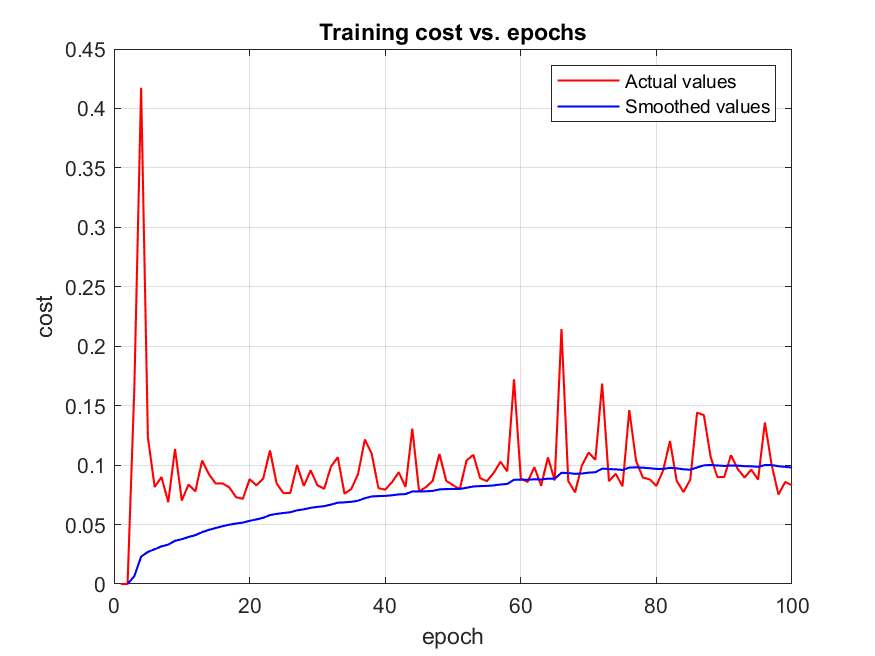 Training cost vs. epochs
0.45
0.4
0.35
0.3
0.25
0.2
0.15
0.1
0.05
0
cost
Actual values
Smoothed values
0 20 40 60 80 100
epoch